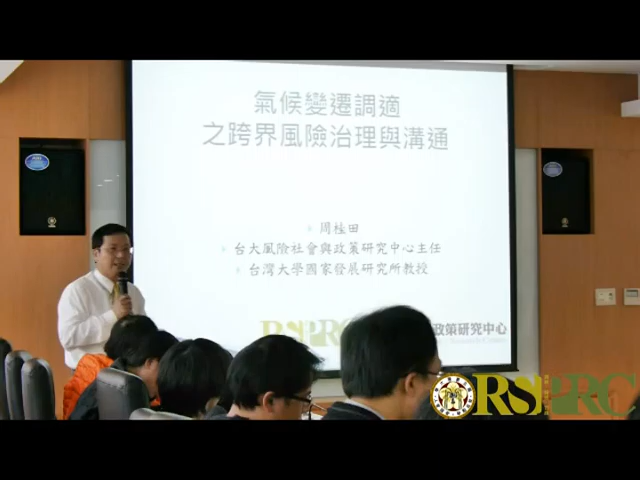 氣候變遷調適
之跨界風險治理與溝通
周桂田
台大風險社會與政策研究中心主任
台灣大學國家發展研究所教授
RSPRC
政策研究中心
RSPRC